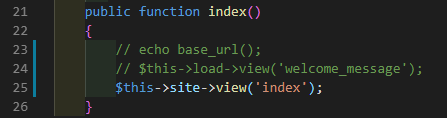 21 public function index()
22 {
23 // echo base_url();
24 // $this->load->view('welcome_message');
25 $this->site->view('index');
26 }